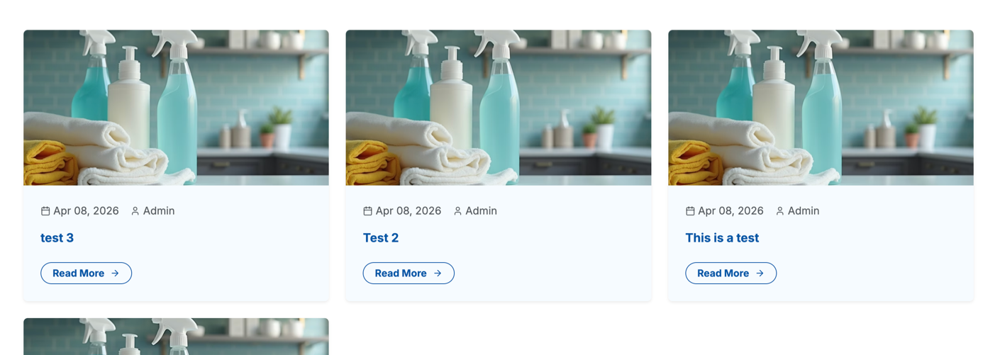 Apr 08, 2026 Admin
test 3
Read More
Apr 08, 2026 Admin
Test 2
Read More
Apr 08, 2026 Admin
This is a test
Read More